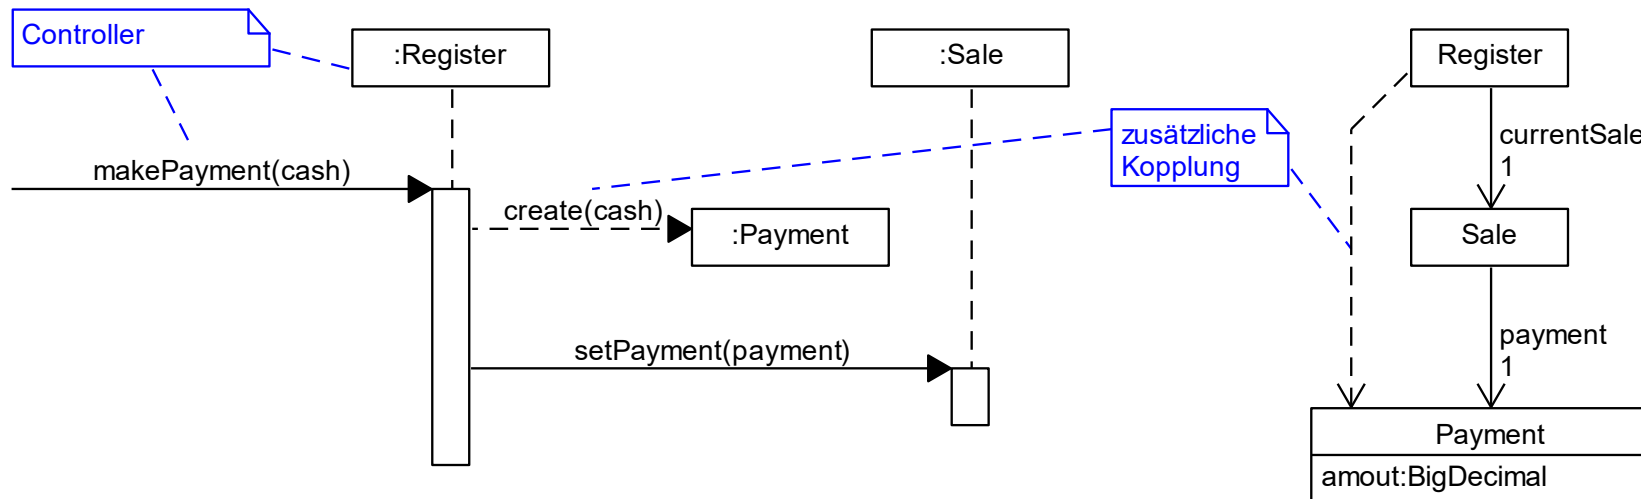 Controller
:Register
:Sale
Register
zusätzliche
Kopplung
currentSale
1
makePayment(cash)
create(cash)
:Payment
Sale
setPayment(payment)
payment
1
Payment
amout:BigDecimal